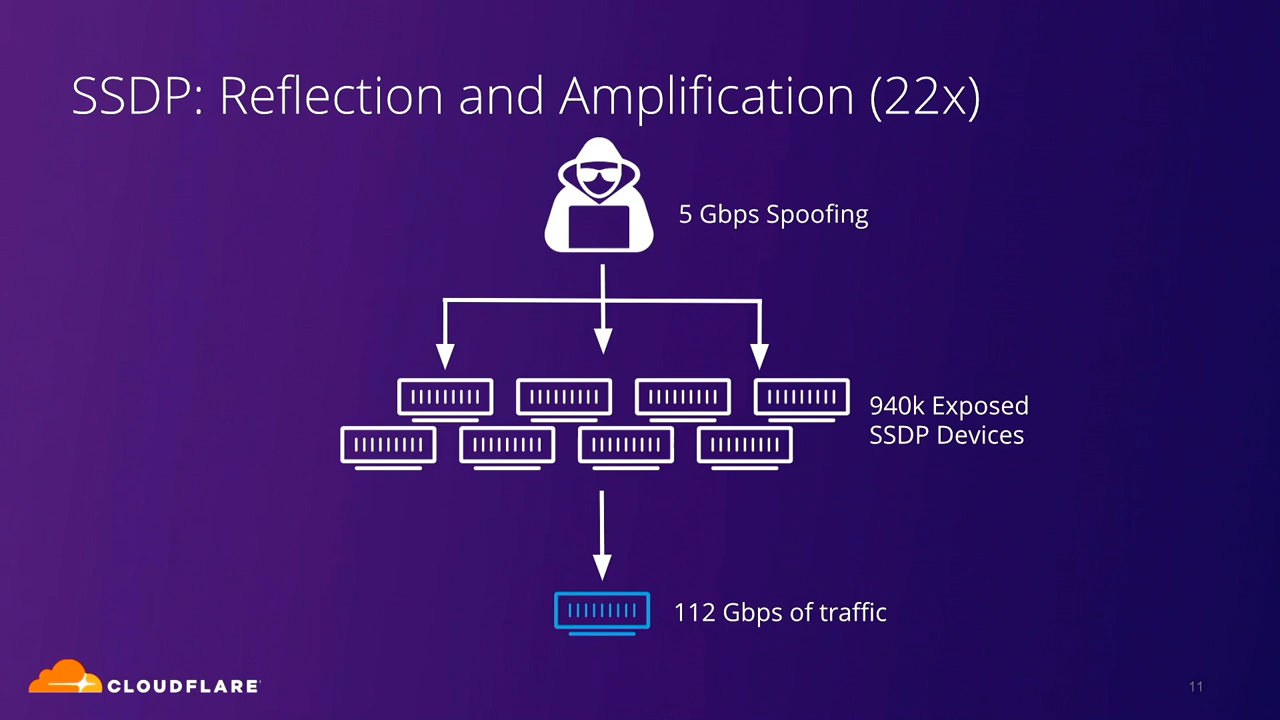 SSDP: Reflection and Amplification (22x)
5 Gbps Spoofing
940k Exposed
SSDP Devices
112 Gbps of traffic
CLOUDFLARE
11